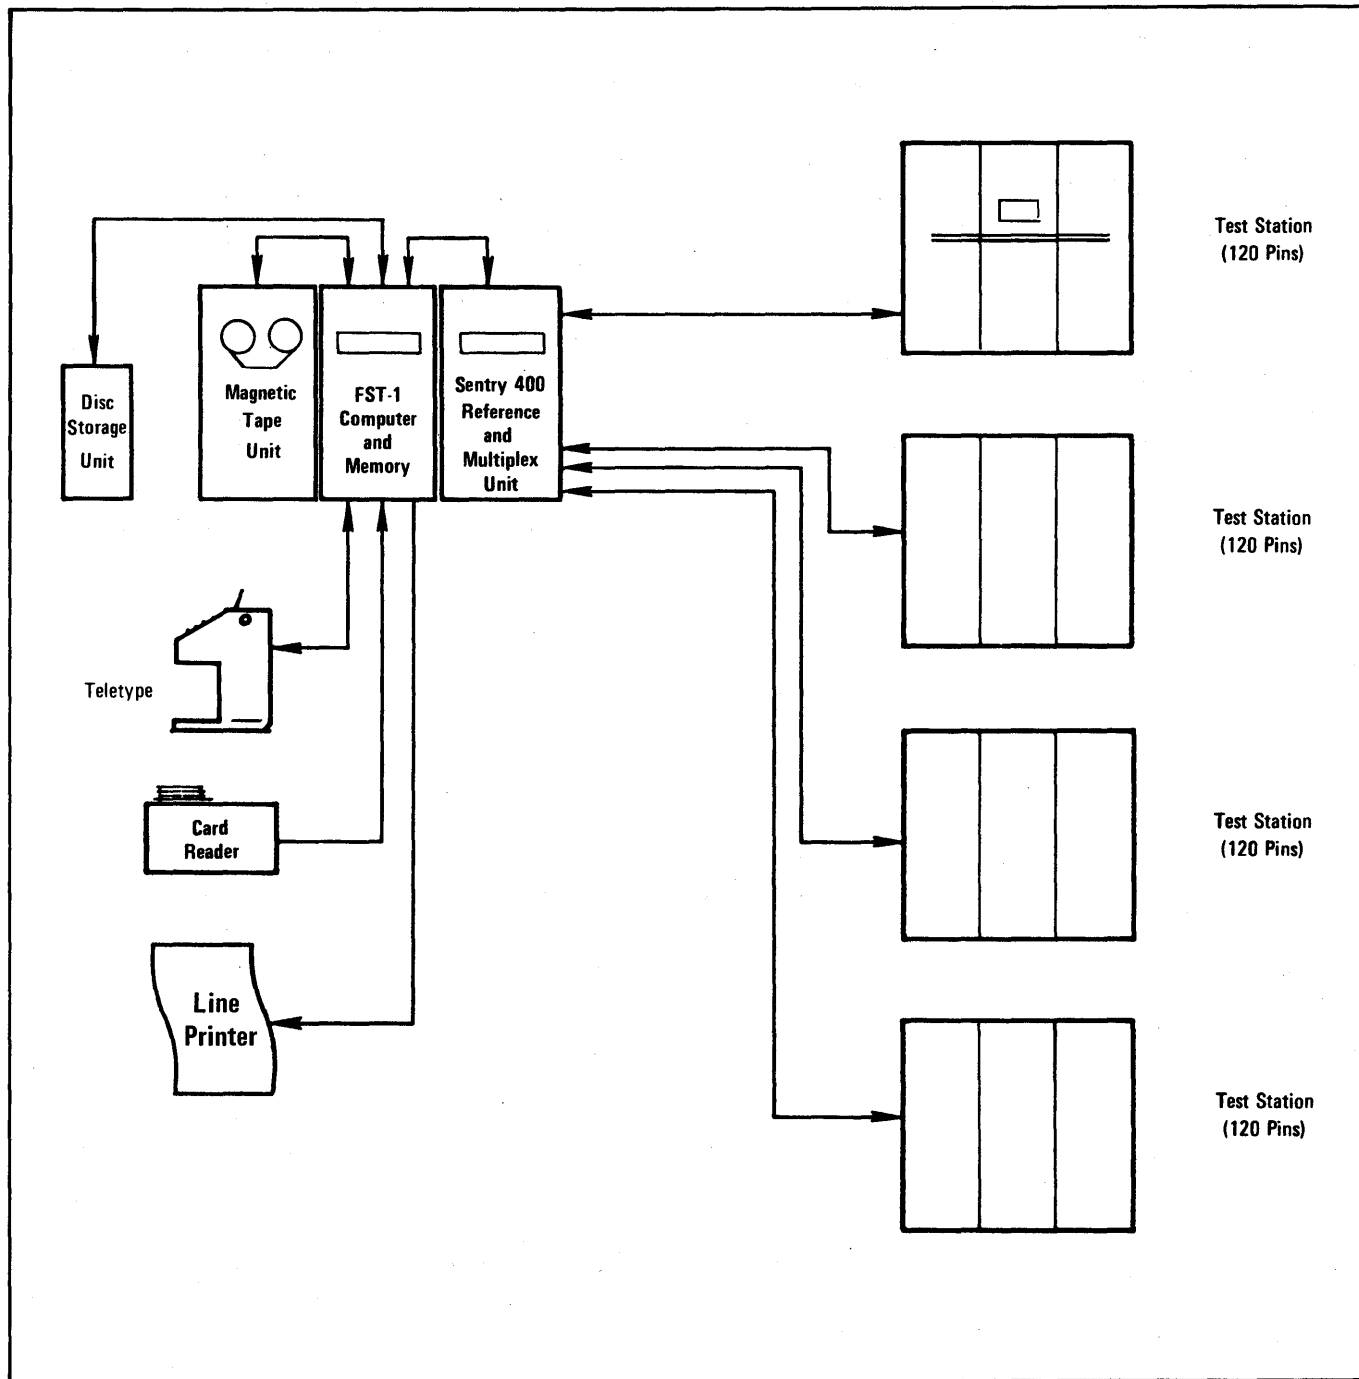 Test Station
(120 Pins)
Disc
Storage
Unit
Magnetic
Tape
Unit
FST-1
Computer
and
Memory
Sentry 400
Reference
and
Multiplex
Unit
Test Station
(120 Pins)
Teletype
Card
Reader
Test Station
(120 Pins)
Line
Printer
Test Station
(120 Pins)